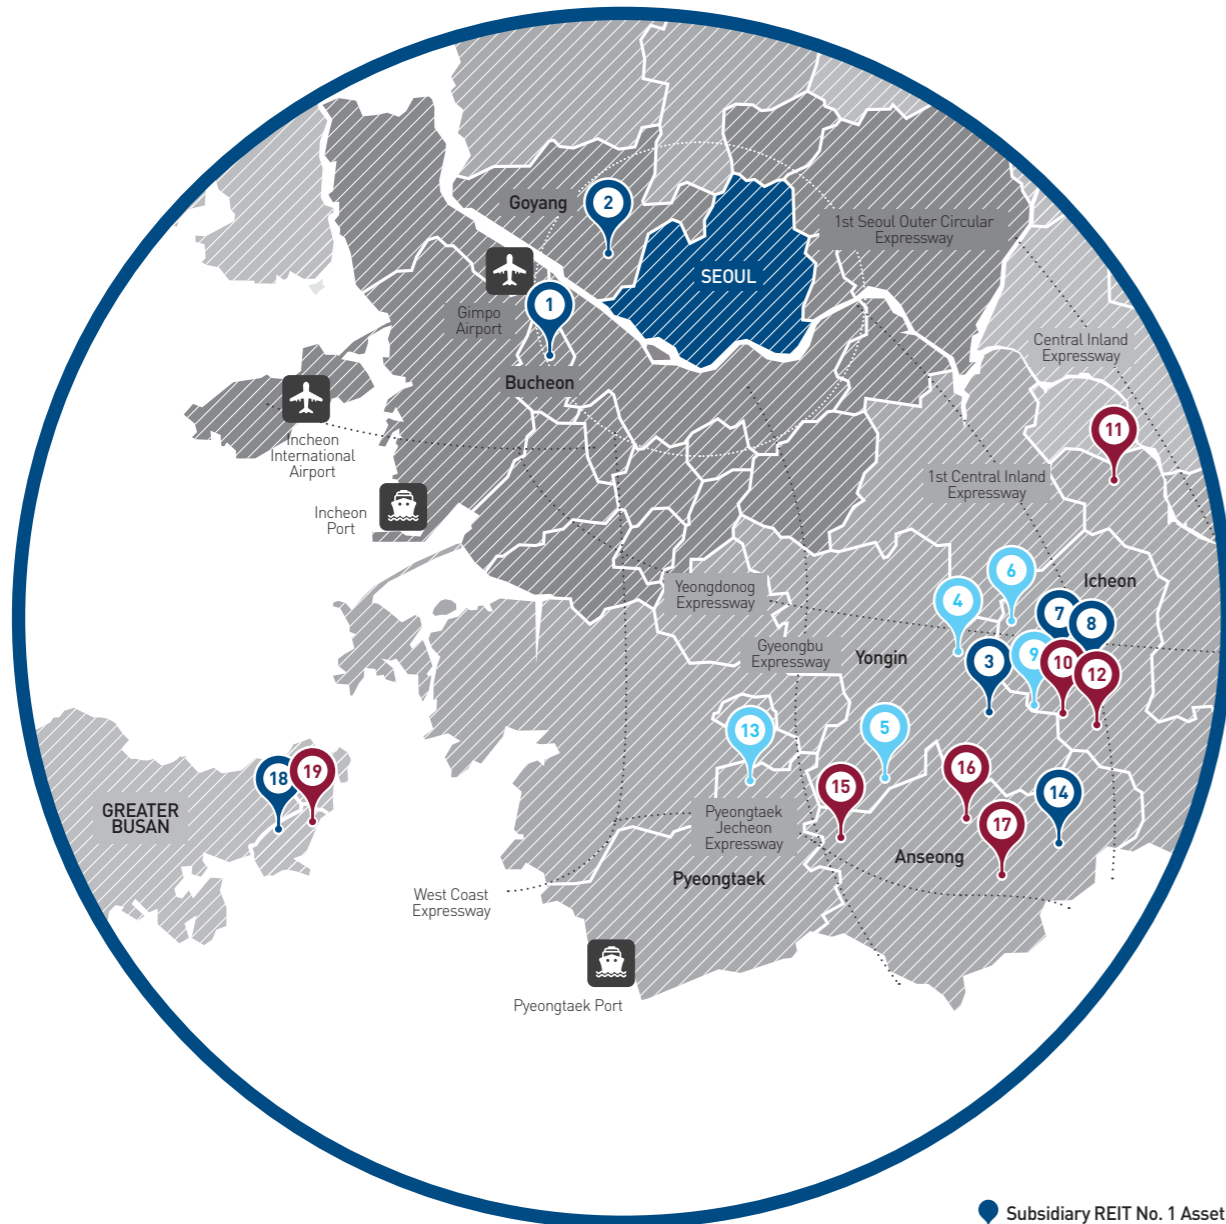 Goyang
2
1st Seoul Outer Circular
Expressway
SEOUL
1
Gimpo
Airport
Central Inland
Expressway
Bucheon
11
Incheon
International
Airport
1st Central Inland
Expressway
Incheon
Port
6
Icheon
Yeongdonog
Expressway
4
7
8
Gyeongbu
Expressway
Yongin
3
9
10
12
13
5
18
19
15
16
14
GREATER
BUSAN
Pyeongtaek
Jecheon
Expressway
17
Anseong
Pyeongtaek
West Coast
Expressway
Pyeongtaek Port
Subsidiary REIT No. 1 Asset